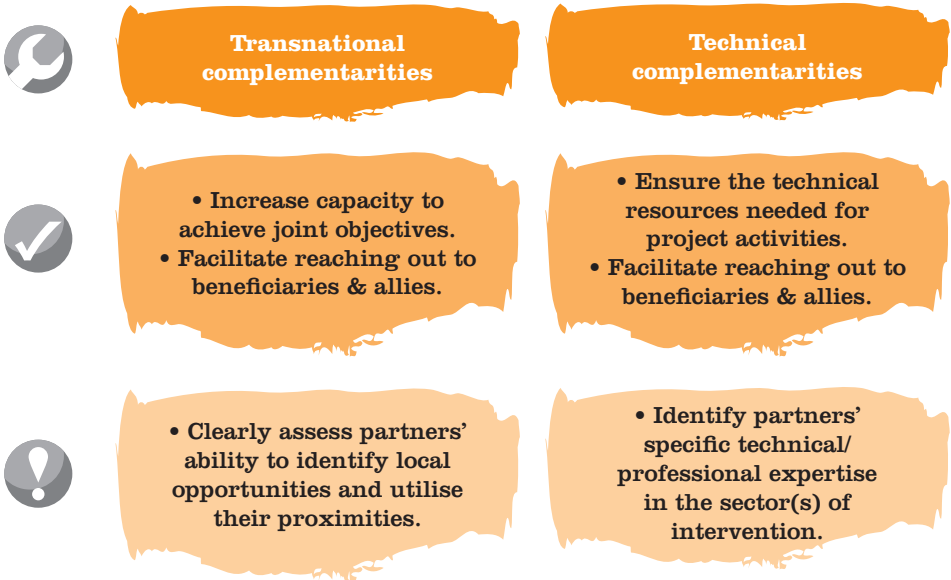 Transnational
complementarities
Technical
complementarities
• Increase capacity to
achieve joint objectives.
• Facilitate reaching out to
beneficiaries & allies.
• Ensure the technical
resources needed for
project activities.
• Facilitate reaching out to
beneficiaries & allies.
• Clearly assess partners’
ability to identify local
opportunities and utilise
their proximities.
• Identify partners’
specific technical/
professional expertise
in the sector(s) of
intervention.